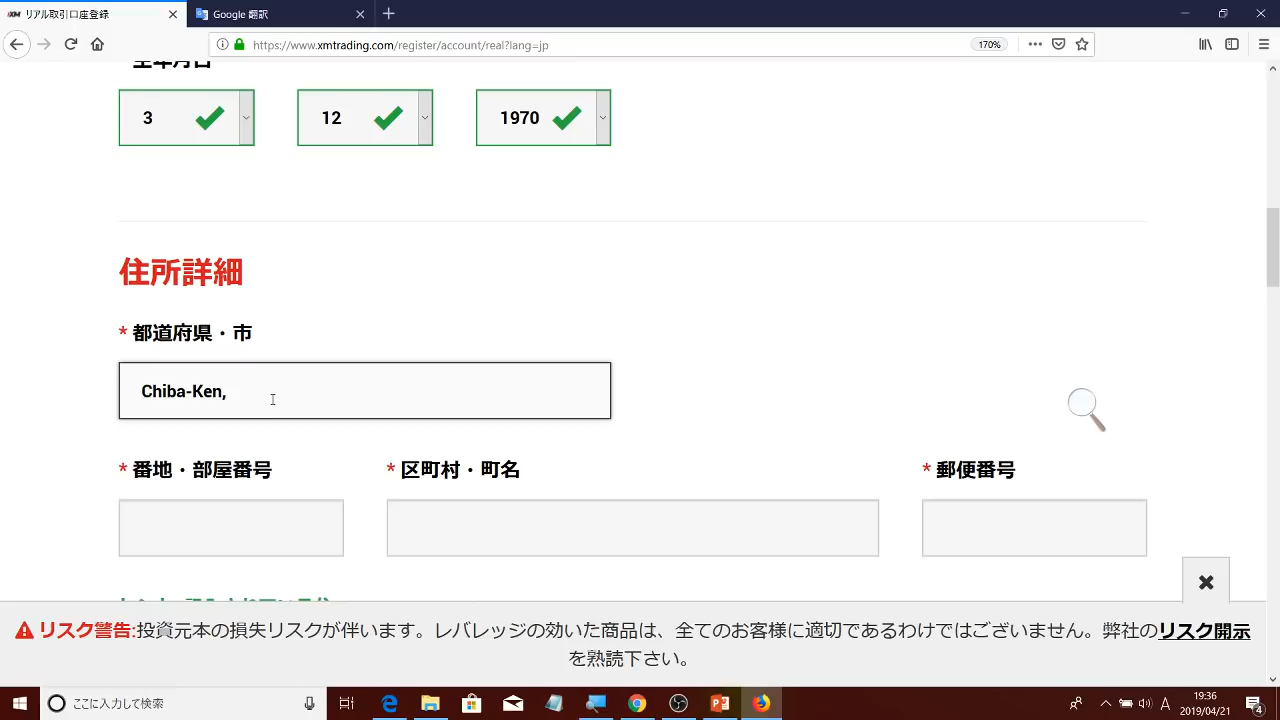 XM リアル取引口座登録
Google 翻訳
https://www.xmtrading.com/register/account/real?lang=jp
170%
生年月日
3
12
1970
住所詳細
* 都道府県・市
Chiba-Ken,
* 番地・部屋番号
* 区町村・町名
* 郵便番号
リスク警告:投資元本の損失リスクが伴います。レバレッジの効いた商品は、全てのお客様に適切であるわけではございません。弊社のリスク開示
を熟読下さい。
ここに入力して検索
A
19:36
2019/04/21
4